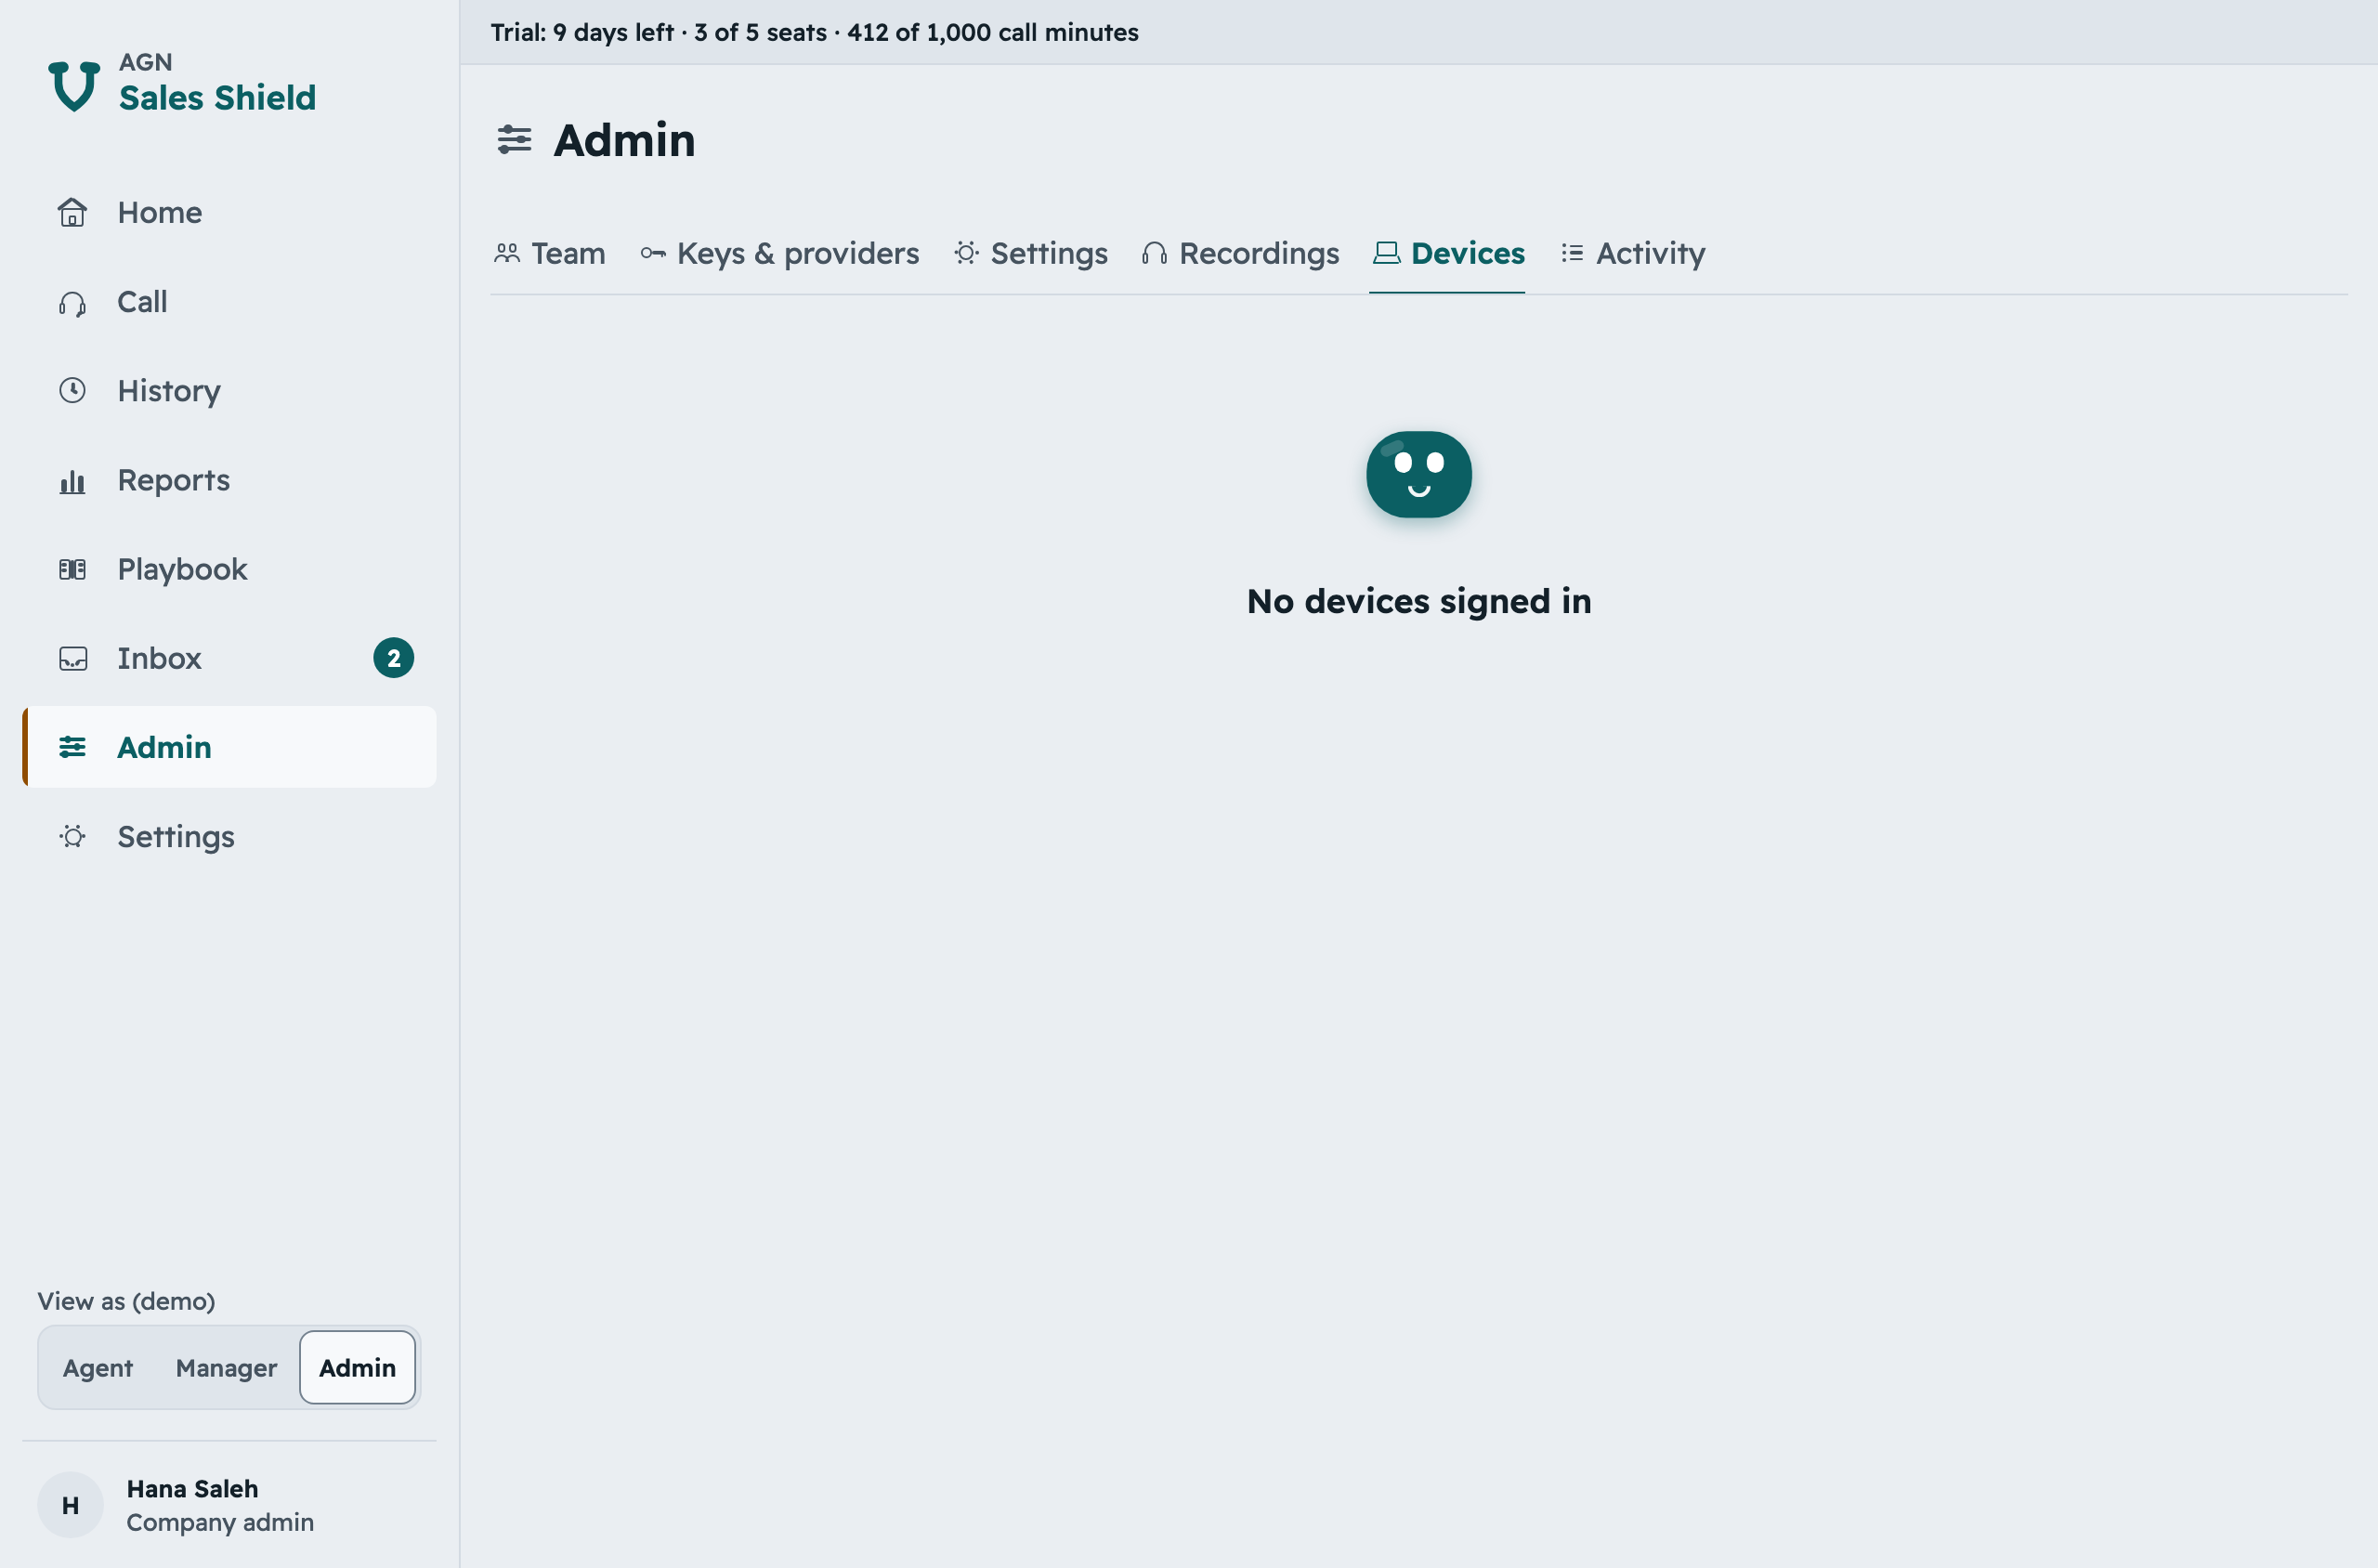 AGN
Sales Shield
Home
Call
History
Reports
Playbook
Inbox
2
Admin
Settings
View as (demo)
Agent
Manager
Admin
H
Hana Saleh
Company admin
Trial: 9 days left · 3 of 5 seats · 412 of 1,000 call minutes
Admin
Team
Keys & providers
Settings
Recordings
Devices
Activity
No devices signed in